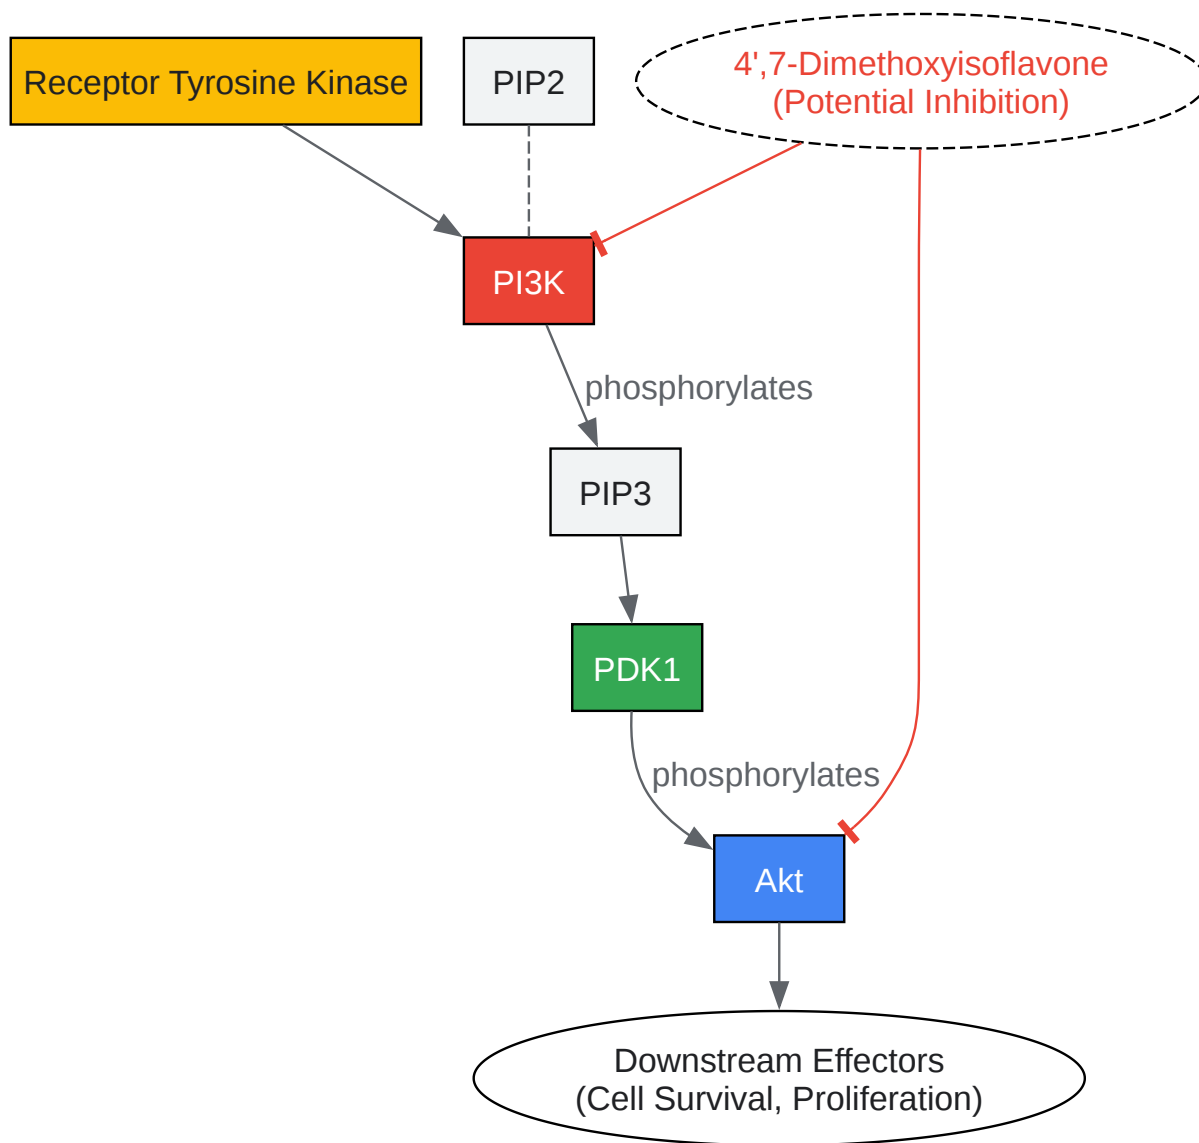 Receptor Tyrosine Kinase
PIP2
4',7-Dimethoxyisoflavone
(Potential Inhibition)
PI3K
phosphorylates
PIP3
PDK1
phosphorylates
Akt
Downstream Effectors
(Cell Survival, Proliferation)